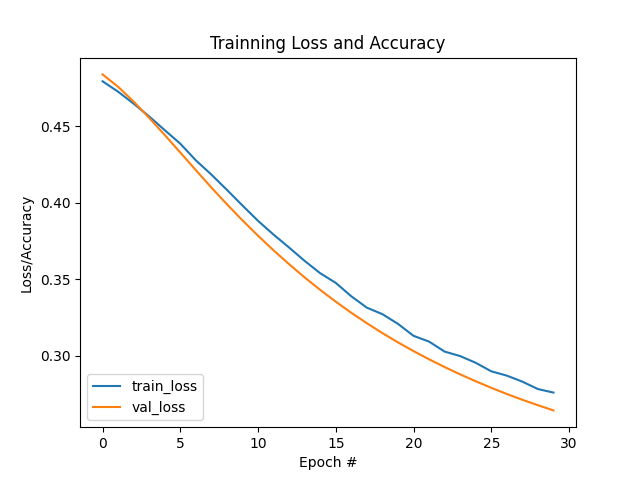 Trainning Loss and Accuracy
Loss/Accuracy
0.45
0.40
0.35
0.30
train_loss
val_loss
0 5 10 15 20 25 30
Epoch #